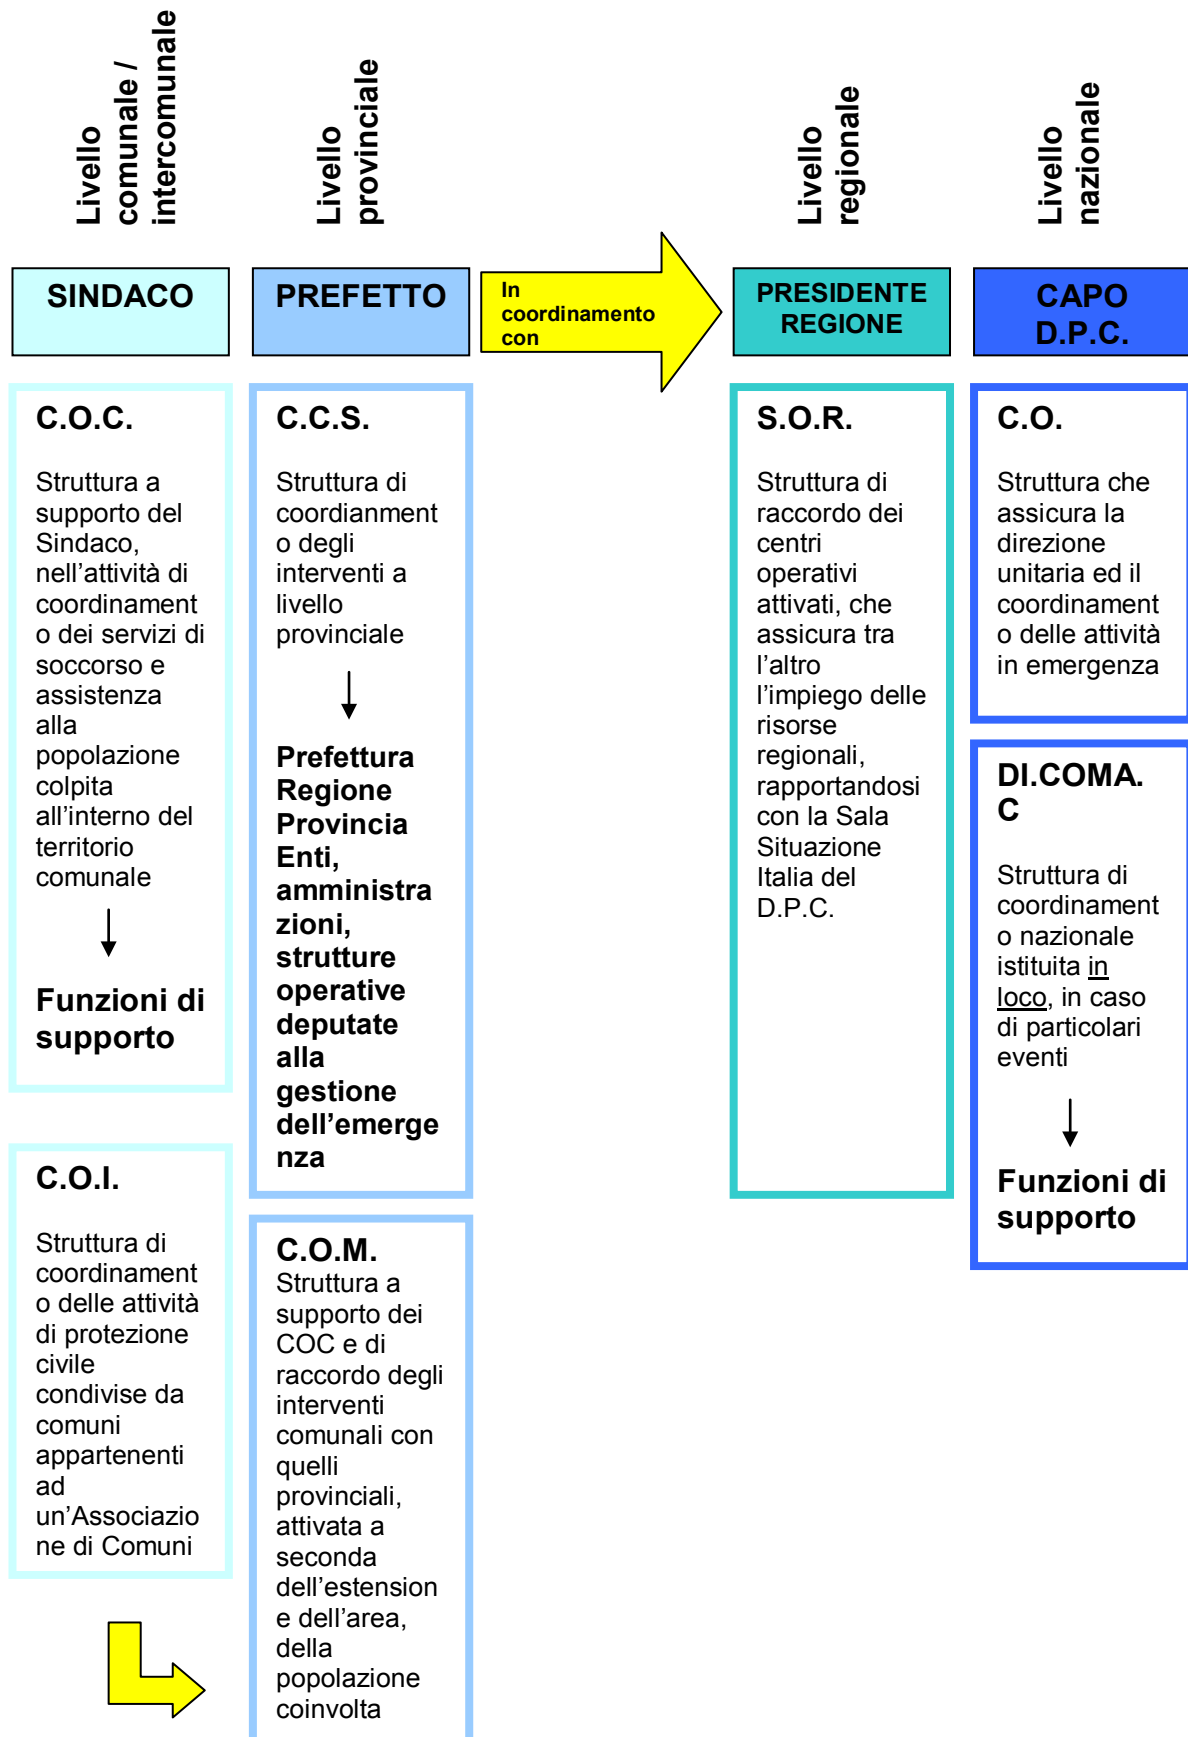 Livello
comunale /
intercomunale
Livello
provinciale
Livello
regionale
Livello
nazionale
SINDACO
PREFETTO
In
coordinamento
con
PRESIDENTE
REGIONE
CAPO
D.P.C.
C.O.C.
Struttura a
supporto del
Sindaco,
nell’attività di
coordinament
o dei servizi di
soccorso e
assistenza
alla
popolazione
colpita
all’interno del
territorio
comunale
Funzioni di
supporto
C.O.I.
Struttura di
coordinament
o delle attività
di protezione
civile
condivise da
comuni
appartenenti
ad
un’Associazio
ne di Comuni
C.C.S.
Struttura di
coordianment
o degli
interventi a
livello
provinciale
Prefettura
Regione
Provincia
Enti,
amministra
zioni,
strutture
operative
deputate
alla
gestione
dell’emerge
nza
C.O.M.
Struttura a
supporto dei
COC e di
raccordo degli
interventi
comunali con
quelli
provinciali,
attivata a
seconda
dell’estension
e dell’area,
della
popolazione
coinvolta
S.O.R.
Struttura di
raccordo dei
centri
operativi
attivati, che
assicura tra
l’altro
l’impiego delle
risorse
regionali,
rapportandosi
con la Sala
Situazione
Italia del
D.P.C.
C.O.
Struttura che
assicura la
direzione
unitaria ed il
coordinament
o delle attività
in emergenza
DI.COMA.
C
Struttura di
coordinament
o nazionale
istituita in
loco, in caso
di particolari
eventi
Funzioni di
supporto